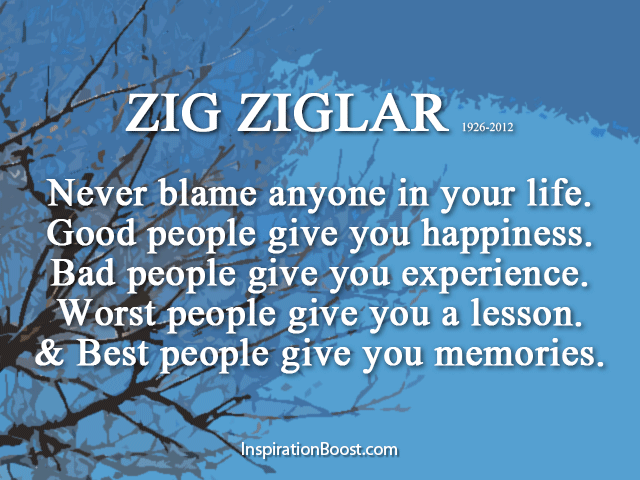 ZIG ZIGLAR 1926-2012
Never blame anyone in your life.
Good people give you happiness.
Bad people give you experience.
Worst people give you a lesson.
& Best people give you memories.
InspirationBoost.com